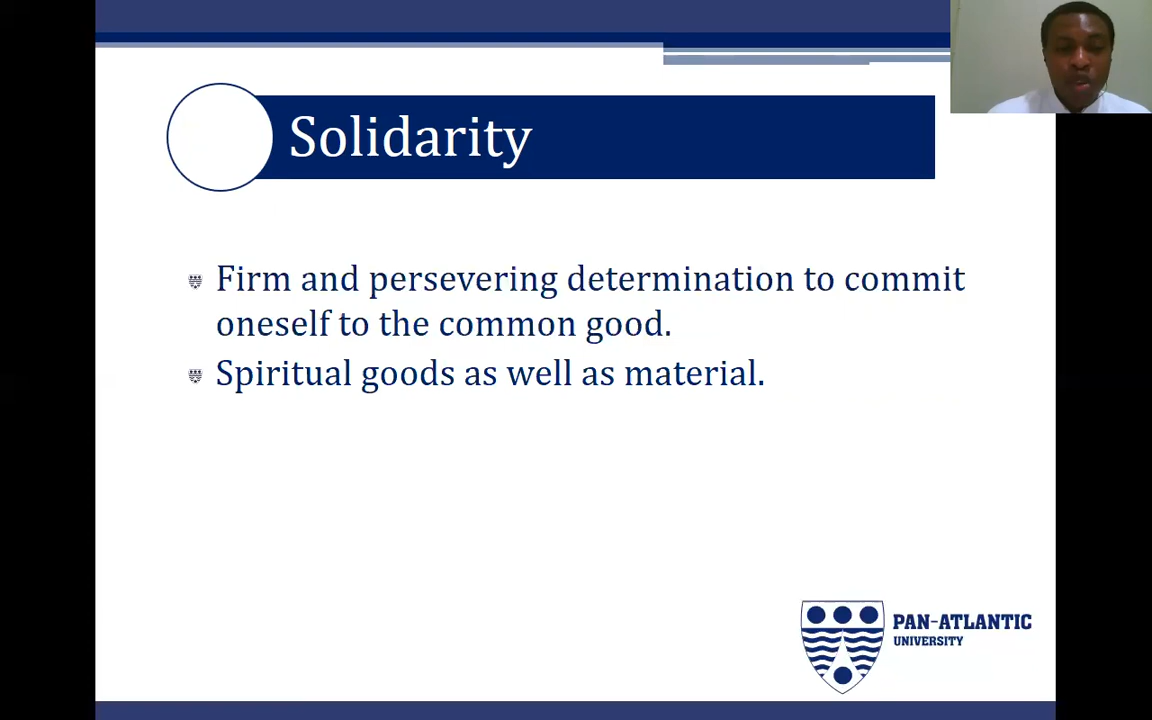 Solidarity
Firm and persevering determination to commit
oneself to the common good.
Spiritual goods as well as material.
PAN-ATLANTIC
UNIVERSITY